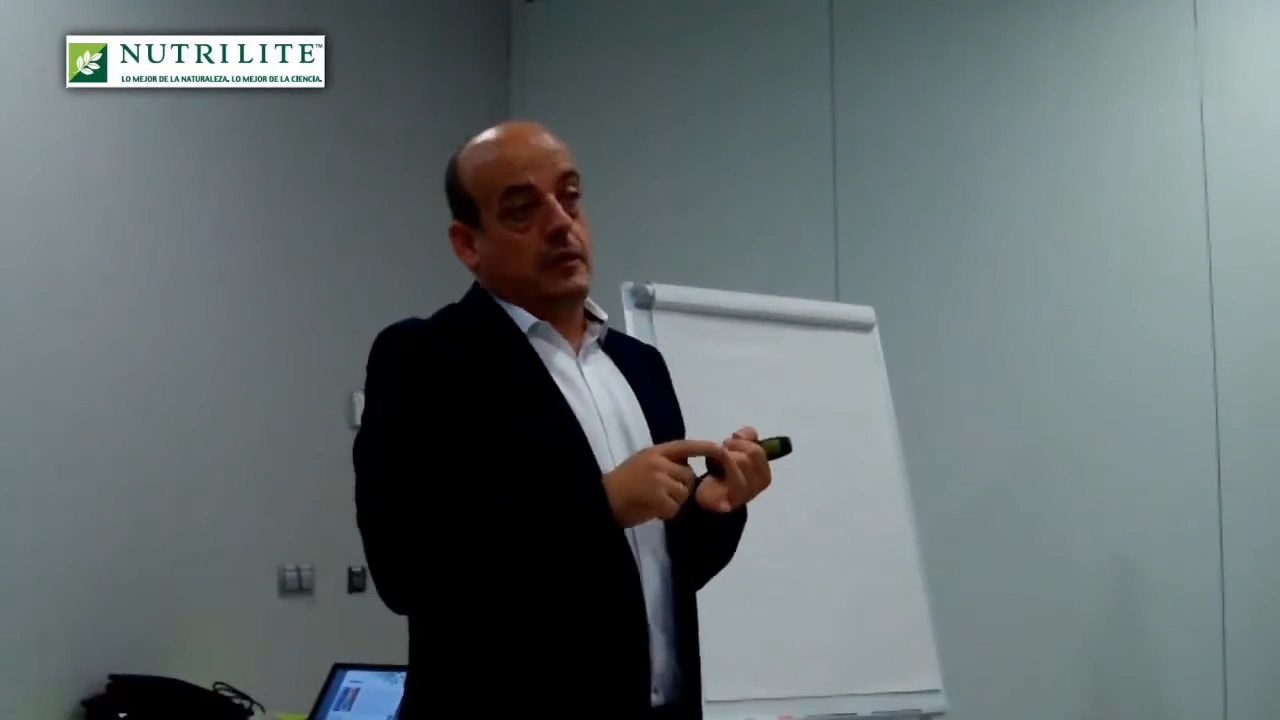 NUTRILITE™
LO MEJOR DE LA NATURALEZA. LO MEJOR DE LA CIENCIA.